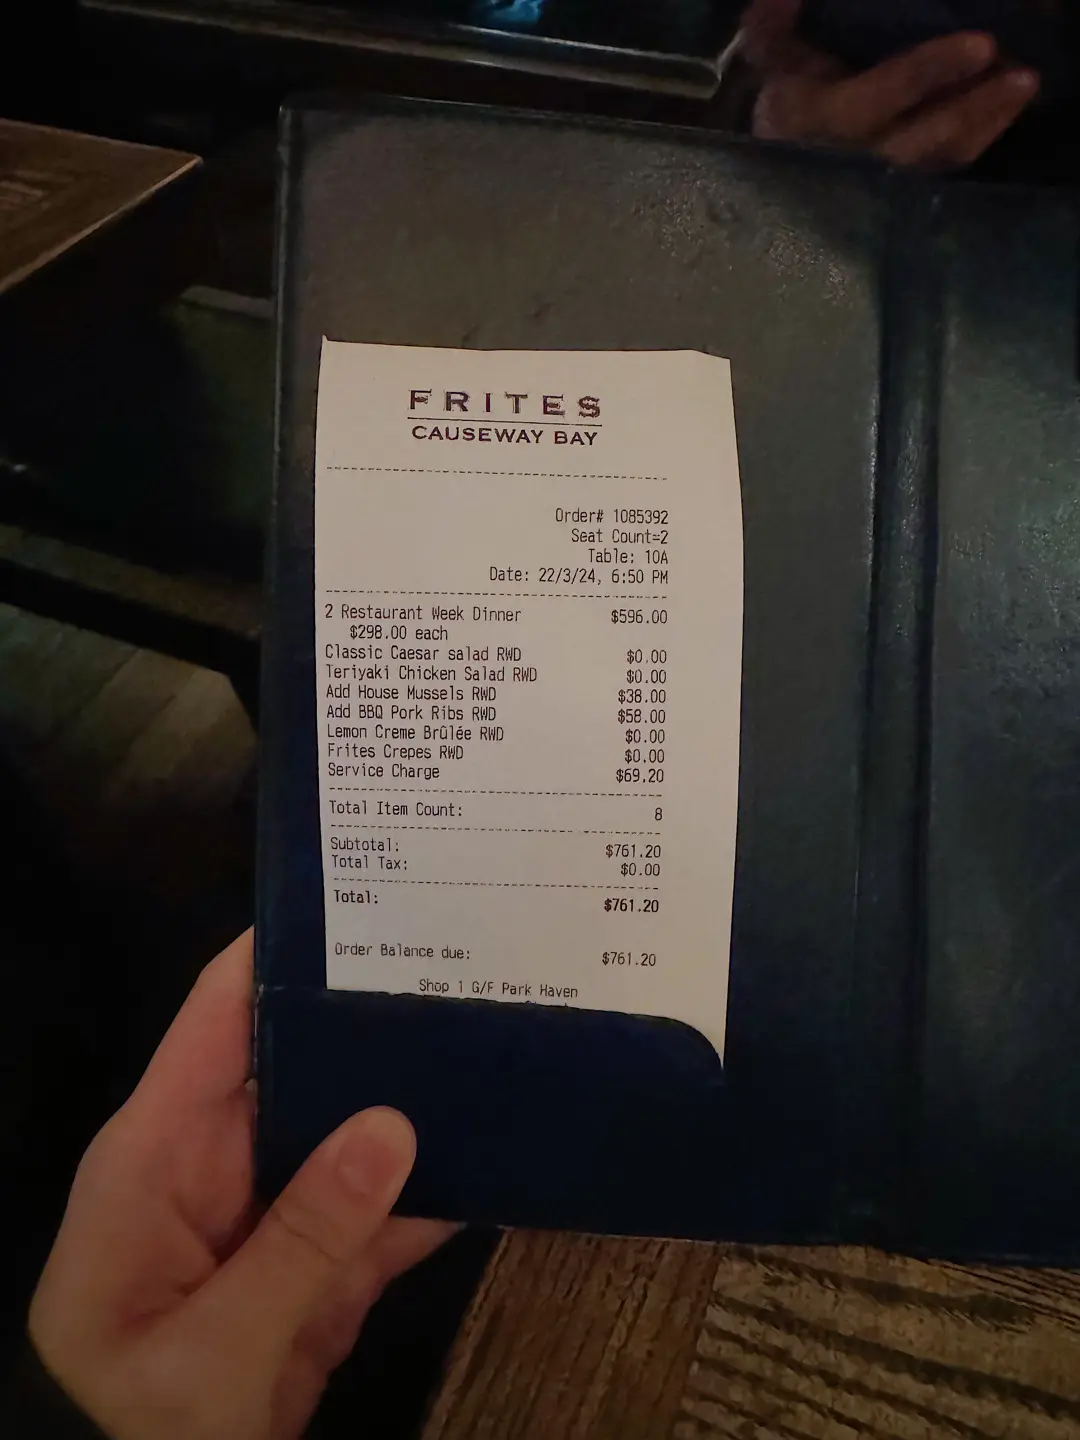 FRITES
CAUSEWAY BAY
Order# 1085392
Seat Count=2
Table: 10A
Date: 22/3/24, 6:50 PM
2 Restaurant Week Dinner $596.00
$298.00 each
Classic Caesar salad RWD $0.00
Teriyaki Chicken Salad RWD $0.00
Add House Mussels RWD $38.00
Add BBQ Pork Ribs RWD $58.00
Lemon Creme Brûlée RWD $0.00
Frites Crepes RWD $0.00
Service Charge $69.20
Total Item Count: 8
Subtotal: $761.20
Total Tax: $0.00
Total: $761.20
Order Balance due: $761.20
Shop 1 G/F Park Haven